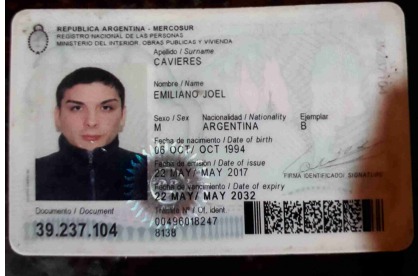 REPUBLICA ARGENTINA - MERCOSUR
REGISTRO NACIONAL DE LAS PERSONAS
MINISTERIO DEL INTERIOR, OBRAS PUBLICAS Y VIVIENDA
Apellido / Surname
CAVIERES
Nombre / Name
EMILIANO JOEL
Sexo / Sex Nacionalidad / Nationality Ejemplar
M ARGENTINA B
Fecha de nacimiento / Date of birth
06 OCT/ OCT 1994
Fecha de emisión / Date of issue
22 MAY/ MAY 2017
Fecha de vencimiento / Date of expiry
22 MAY/ MAY 2032
FIRMA IDENTIFICADO/ SIGNATURE
Documento / Document
39.237.104
Trámite N° / Of. ident.
00496018247
8138